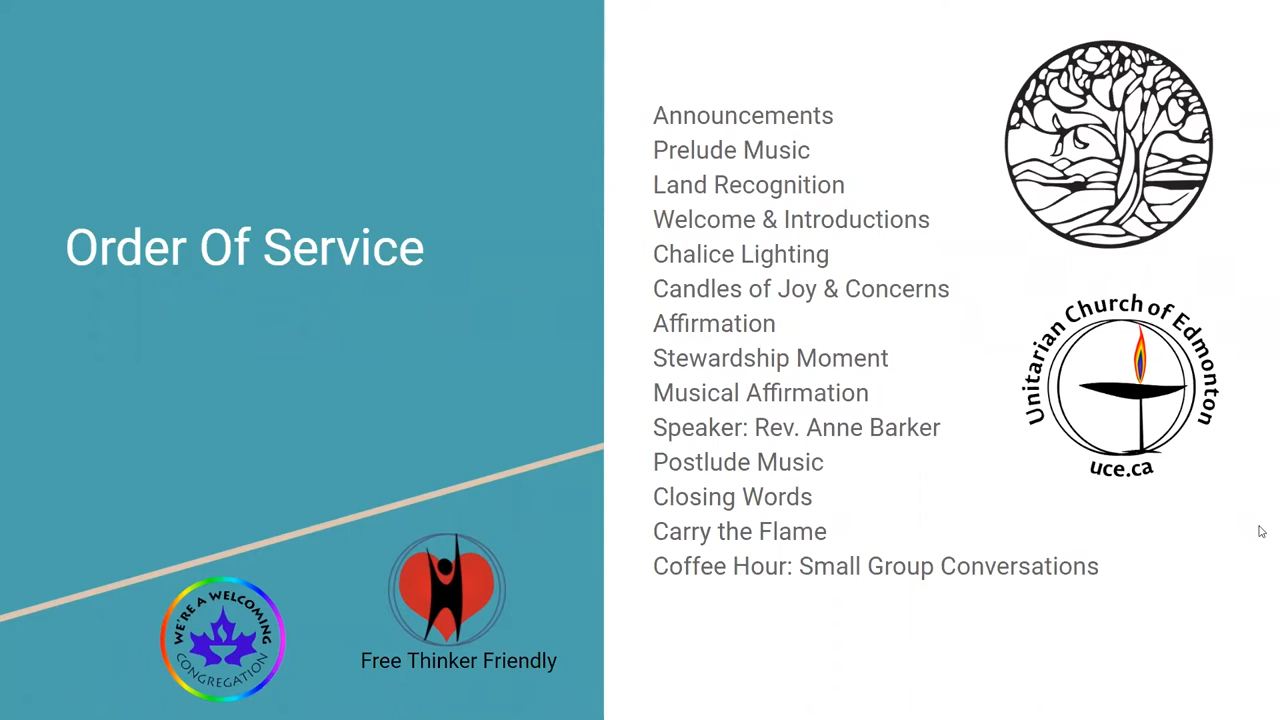 Order Of Service
WE'RE A WELCOMING
CONGREGATION
Free Thinker Friendly
Announcements
Prelude Music
Land Recognition
Welcome & Introductions
Chalice Lighting
Candles of Joy & Concerns
Affirmation
Stewardship Moment
Musical Affirmation
Speaker: Rev. Anne Barker
Postlude Music
Closing Words
Carry the Flame
Coffee Hour: Small Group Conversations
Unitarian Church of Edmonton
uce.ca